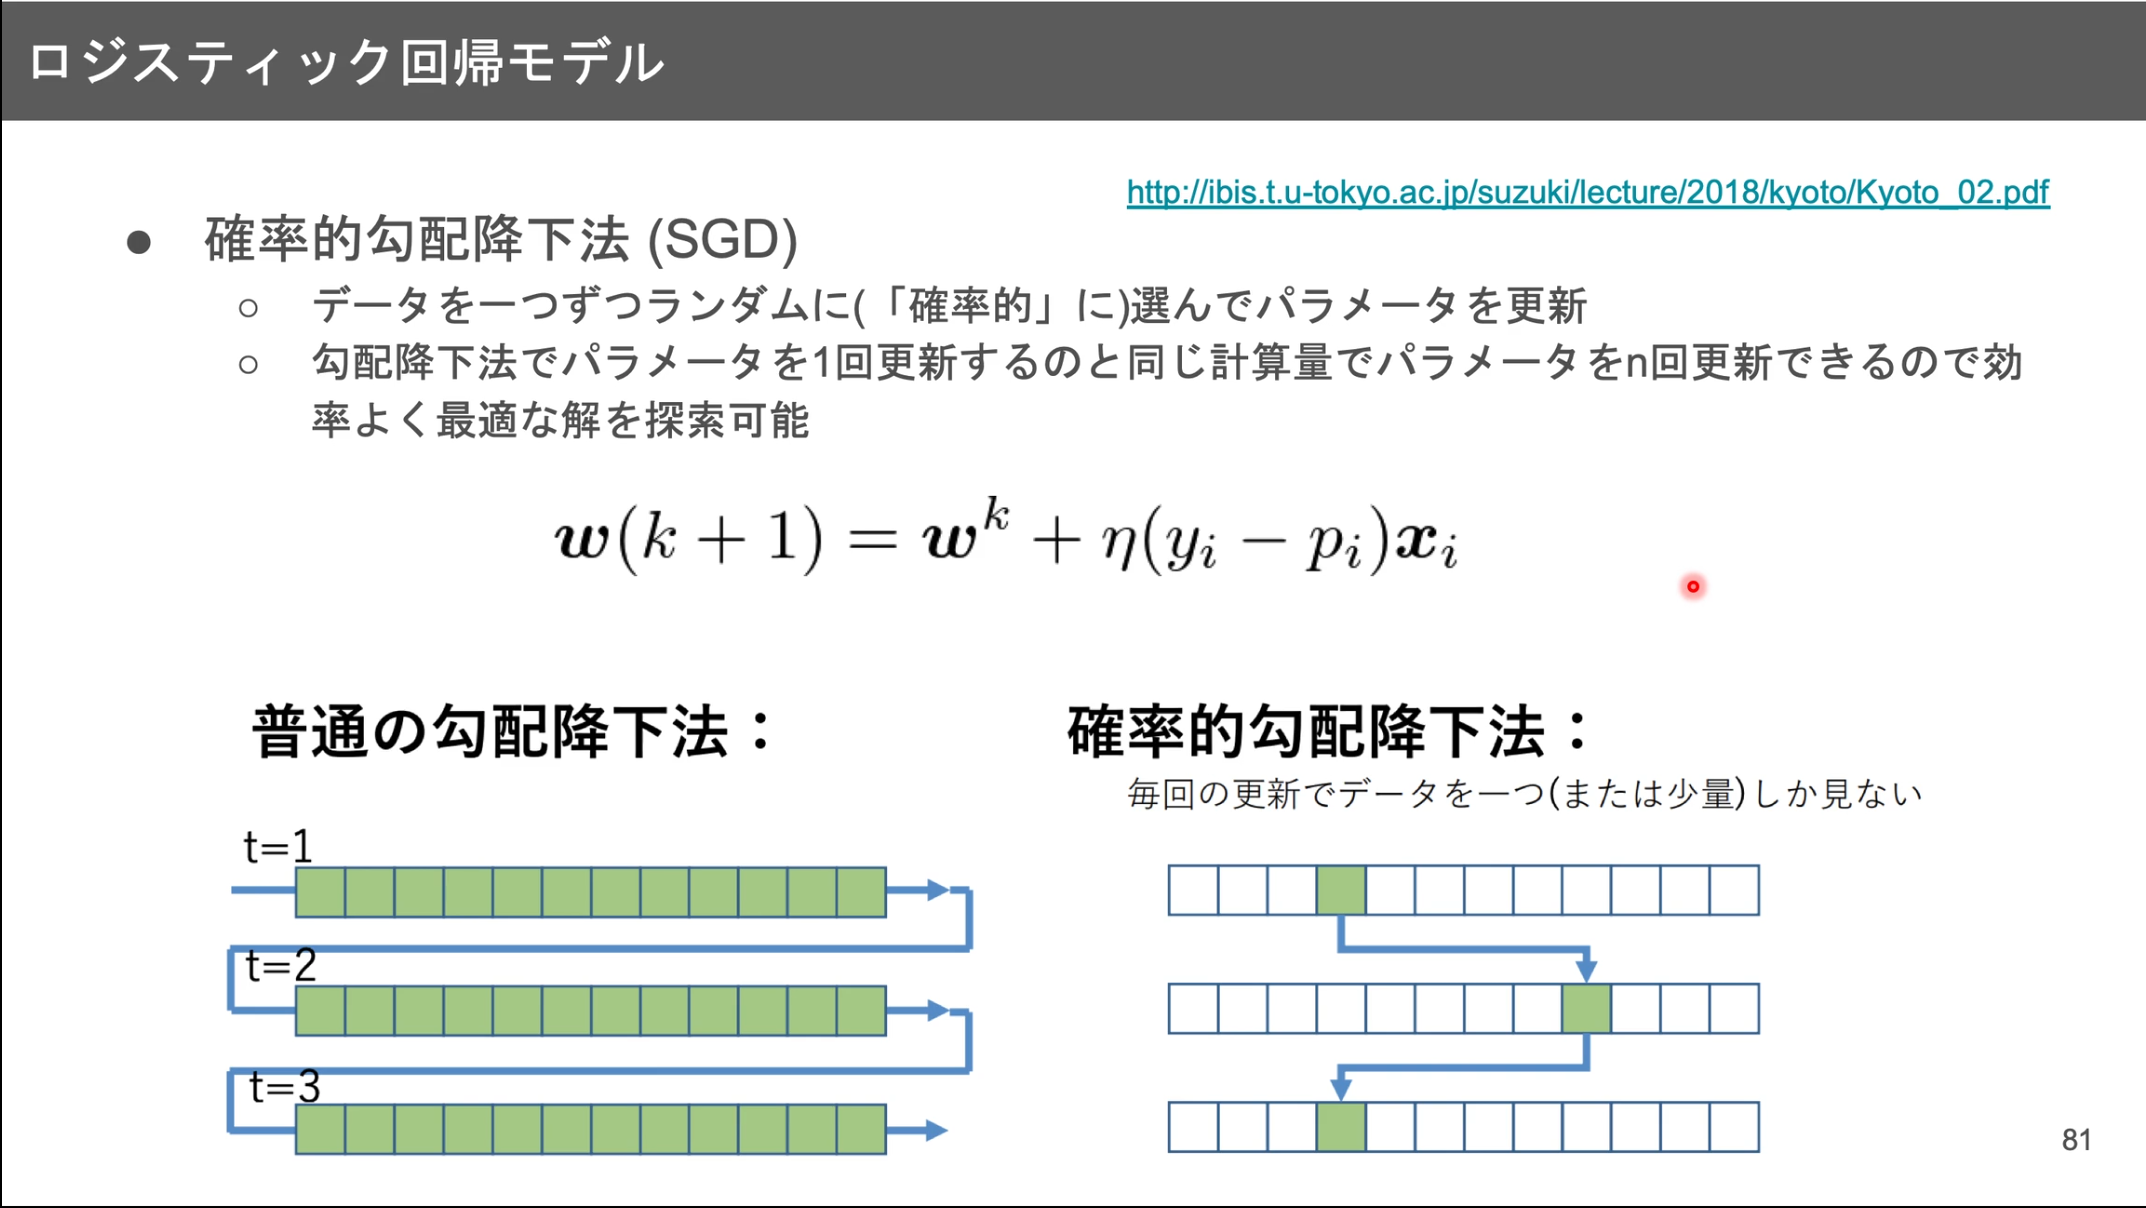 ロジスティック回帰モデル
http://ibis.t.u-tokyo.ac.jp/suzuki/lecture/2018/kyoto/Kyoto_02.pdf
● 確率的勾配降下法 (SGD)
○ データを一つずつランダムに(「確率的」に)選んでパラメータを更新
○ 勾配降下法でパラメータを1回更新するのと同じ計算量でパラメータをn回更新できるので効
率よく最適な解を探索可能
w(k + 1) = w^k + η(y_i − p_i)x_i
普通の勾配降下法：
t=1
t=2
t=3
確率的勾配降下法：
毎回の更新でデータを一つ(または少量)しか見ない
81